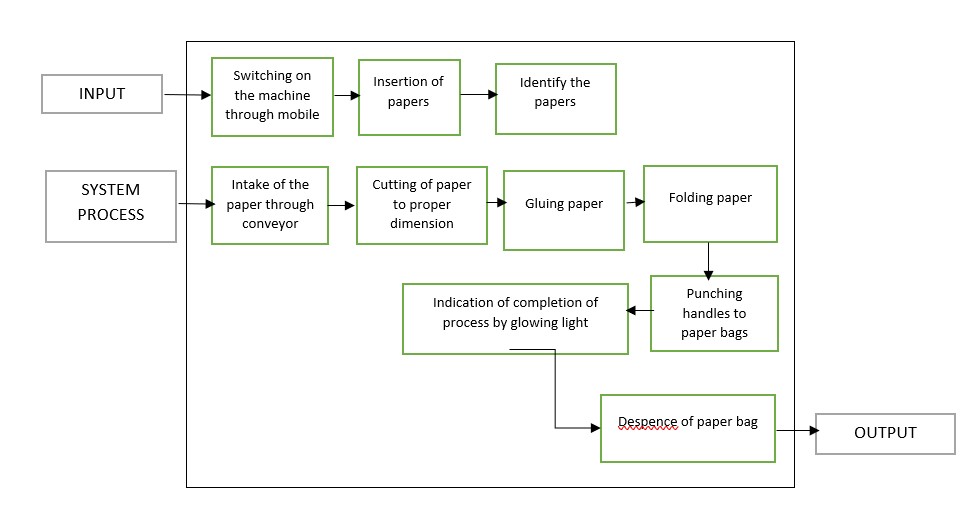 INPUT
Switching on
the machine
through mobile
Insertion of
papers
Identify the
papers
SYSTEM
PROCESS
Intake of the
paper through
conveyor
Cutting of paper
to proper
dimension
Gluing paper
Folding paper
Punching
handles to
paper bags
Indication of completion of
process by glowing light
Despence of paper bag
OUTPUT